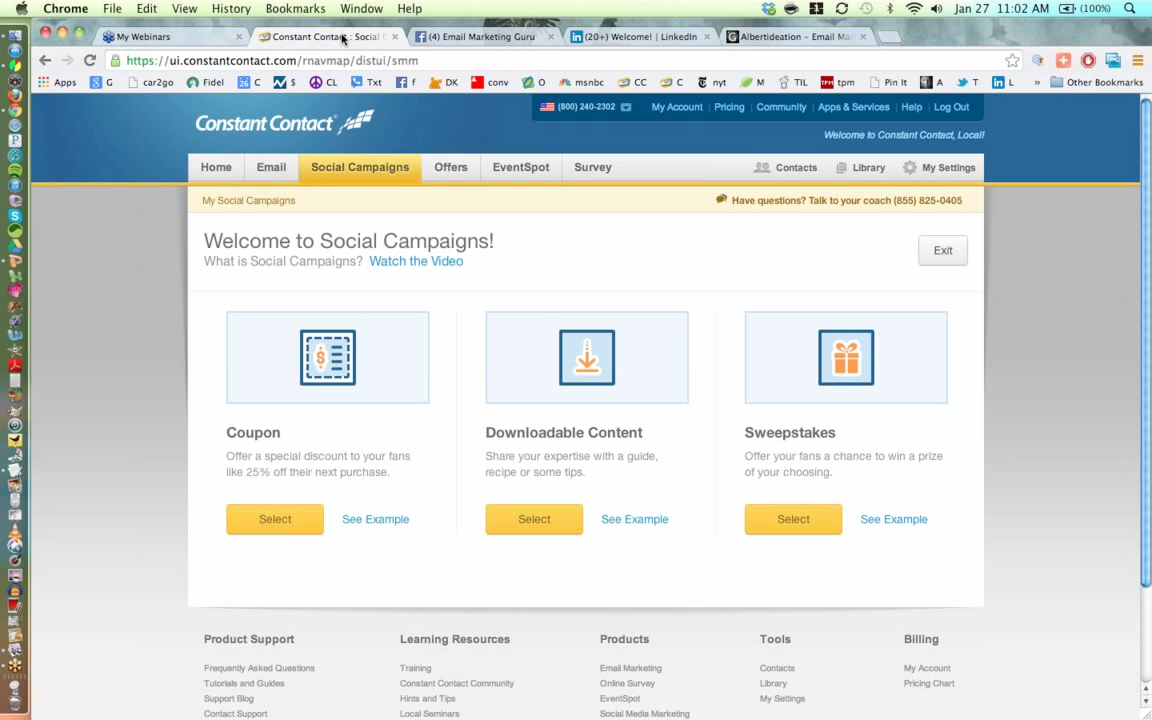 Chrome File Edit View History Bookmarks Window Help Jan 27 11:02 AM (100%)
My Webinars Constant Contact : Social C (4) Email Marketing Guru (20+) Welcome! | LinkedIn Albertideation – Email Ma
https://ui.constantcontact.com/rnavmap/distui/smm
Apps G car2go Fidel C S CL Txt f DK conv O msnbc CC C nyt M TIL tpm Pin It A T L » Other Bookmarks
(800) 240-2302 My Account Pricing Community Apps & Services Help Log Out
Constant Contact
Welcome to Constant Contact, Local!
Home Email Social Campaigns Offers EventSpot Survey Contacts Library My Settings
My Social Campaigns Have questions? Talk to your coach (855) 825-0405
Welcome to Social Campaigns!
What is Social Campaigns? Watch the Video
Exit
Coupon Downloadable Content Sweepstakes
Offer a special discount to your fans Share your expertise with a guide, Offer your fans a chance to win a prize
like 25% off their next purchase. recipe or some tips. of your choosing.
Select See Example Select See Example Select See Example
Product Support Learning Resources Products Tools Billing
Frequently Asked Questions Training Email Marketing Contacts My Account
Tutorials and Guides Constant Contact Community Online Survey Library Pricing Chart
Support Blog Hints and Tips EventSpot My Settings
Contact Support Local Seminars Social Media Marketing